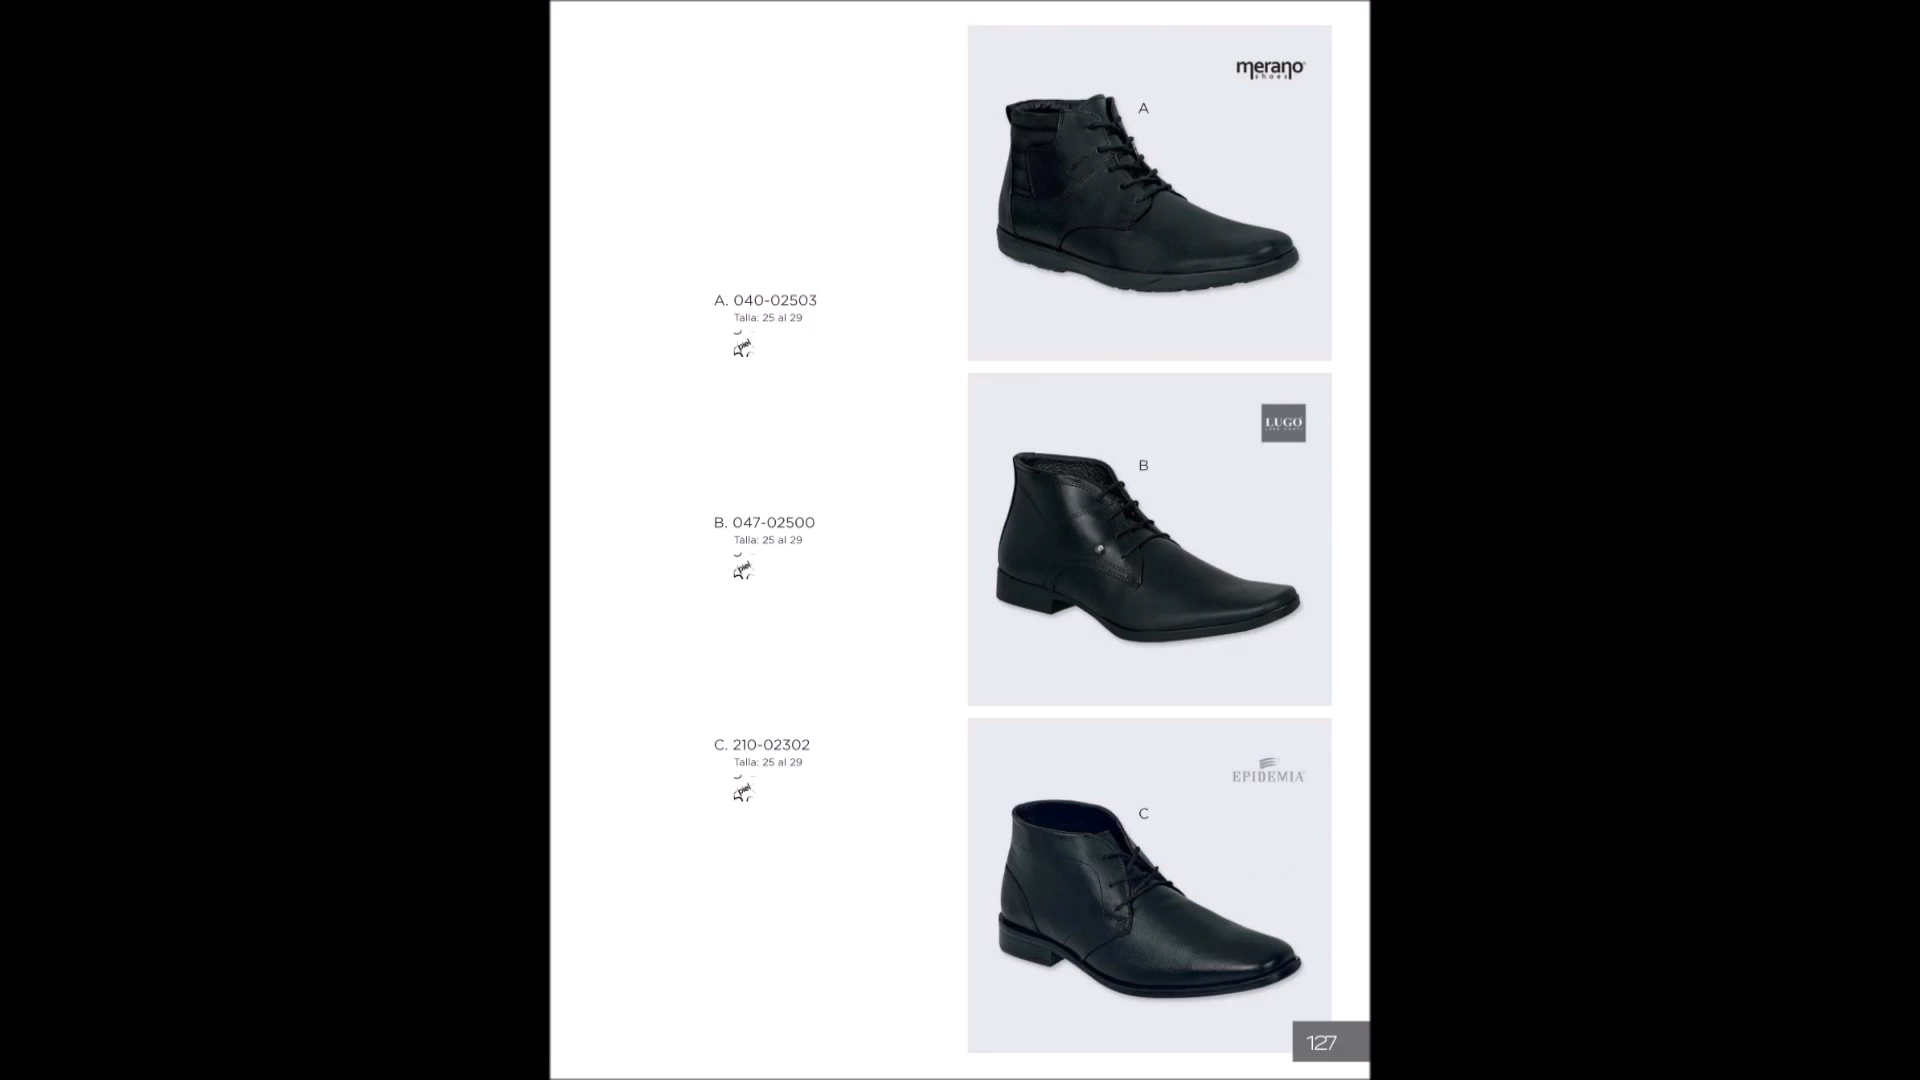 merano
shoes
A
A. 040-02503
Talla: 25 al 29
piel
LUGO
B
B. 047-02500
Talla: 25 al 29
piel
EPIDEMIA
C
C. 210-02302
Talla: 25 al 29
piel
127